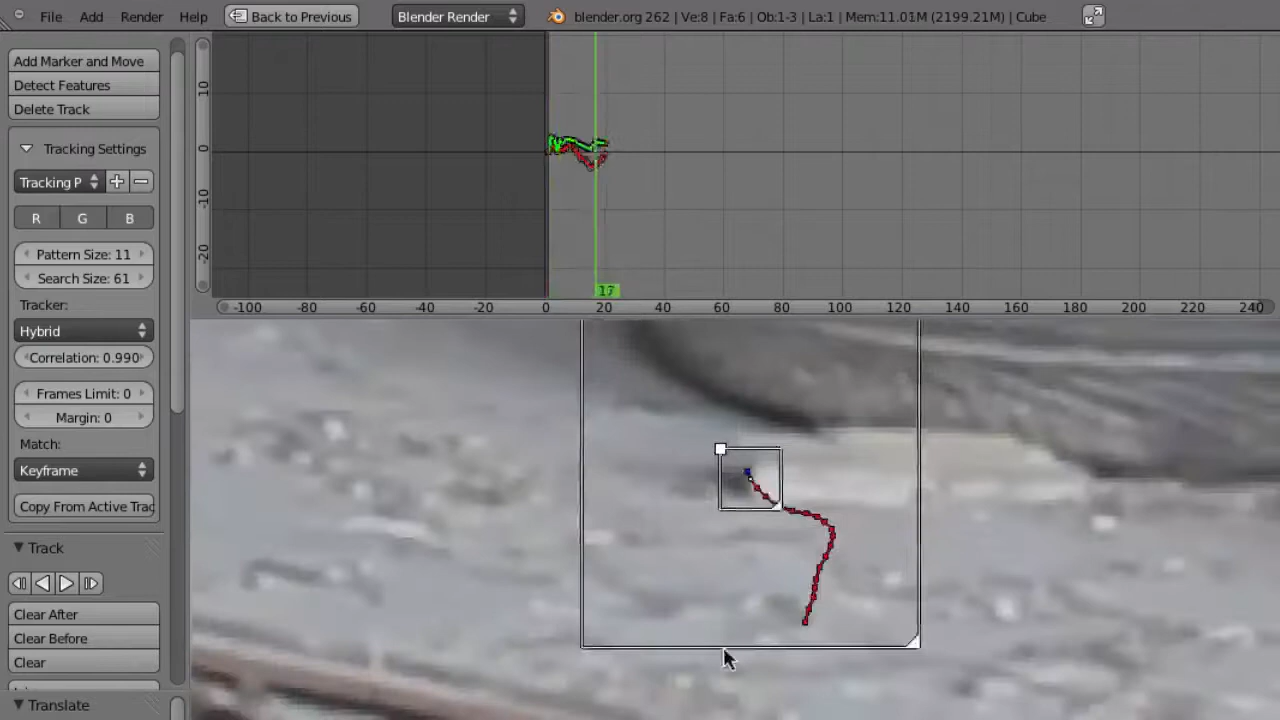 File Add Render Help Back to Previous Blender Render blender.org 262 | Ve:8 | Fa:6 | Ob:1-3 | La:1 | Mem:11.01M (2199.21M) | Cube
Add Marker and Move
Detect Features
Delete Track
Tracking Settings
Tracking P
R G B
Pattern Size: 11
Search Size: 61
Tracker:
Hybrid
Correlation: 0.990
Frames Limit: 0
Margin: 0
Match:
Keyframe
Copy From Active Trac
Track
Clear After
Clear Before
Clear
Translate
10
0
-10
-20
17
-100 -80 -60 -40 -20 0 20 40 60 80 100 120 140 160 180 200 220 240